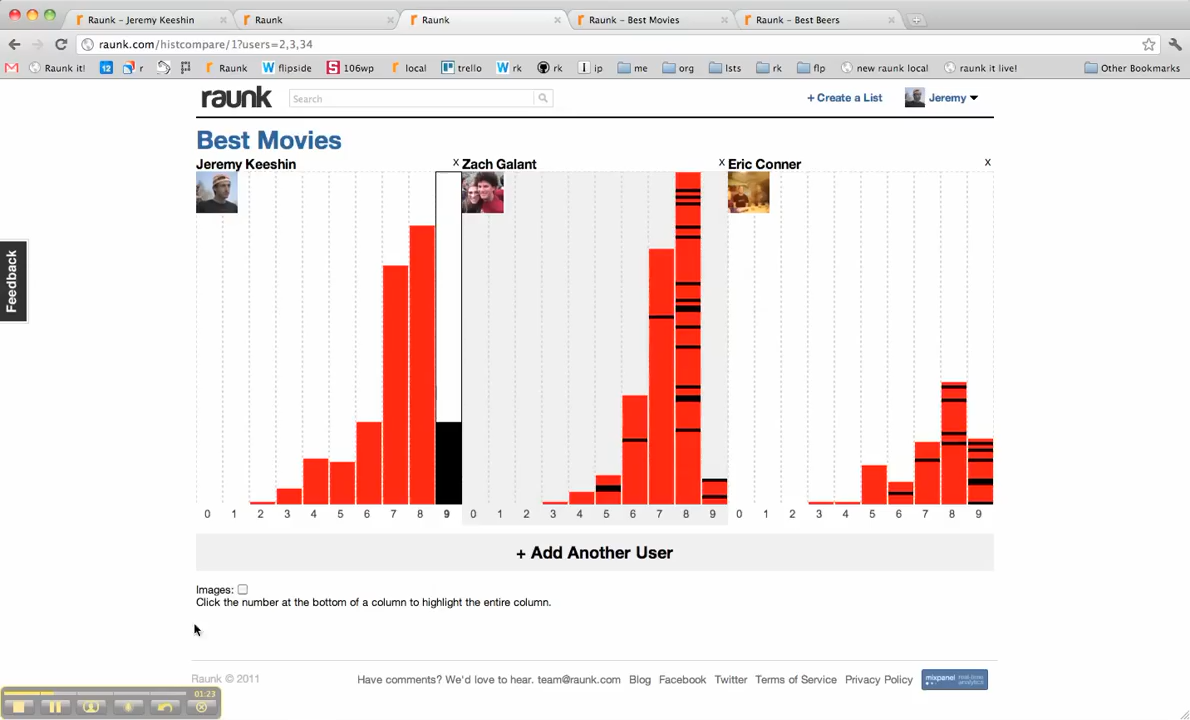 Raunk – Jeremy Keeshin
Raunk
Raunk
Raunk – Best Movies
Raunk – Best Beers
raunk.com/histcompare/1?users=2,3,34
Raunk it!
12
r
Raunk
flipside
106wp
local
trello
rk
rk
ip
me
org
lsts
rk
flp
new raunk local
raunk it live!
Other Bookmarks
raunk
Search
+ Create a List
Jeremy
Best Movies
Jeremy Keeshin
x
Zach Galant
x
Eric Conner
x
Feedback
0 1 2 3 4 5 6 7 8 9 0 1 2 3 4 5 6 7 8 9 0 1 2 3 4 5 6 7 8 9
+ Add Another User
Images:
Click the number at the bottom of a column to highlight the entire column.
Raunk © 2011
Have comments? We'd love to hear. team@raunk.com Blog Facebook Twitter Terms of Service Privacy Policy
mixpanel
01:23